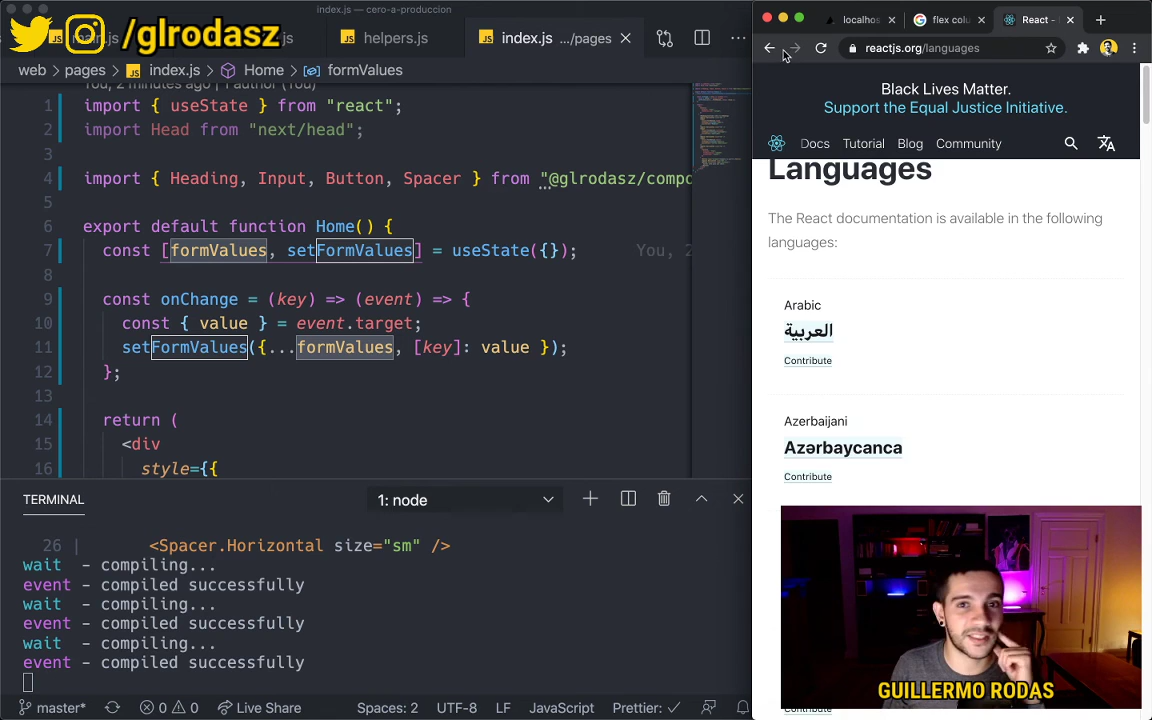 /glrodasz
index.js — cero-a-produccion
helpers.js
index.js .../pages
web > pages > index.js > Home > formValues
You, 2 minutes ago | 1 author (You)
1 import { useState } from "react";
2 import Head from "next/head";
3
4 import { Heading, Input, Button, Spacer } from "@glrodasz/compo
5
6 export default function Home() {
7 const [formValues, setFormValues] = useState({}); You, 2
8
9 const onChange = (key) => (event) => {
10 const { value } = event.target;
11 setFormValues({...formValues, [key]: value });
12 };
13
14 return (
15 <div
16 style={{
TERMINAL
1: node
26 | <Spacer.Horizontal size="sm" />
wait - compiling...
event - compiled successfully
wait - compiling...
event - compiled successfully
wait - compiling...
event - compiled successfully
master* 0 0 Live Share Spaces: 2 UTF-8 LF JavaScript Prettier: ✓
localhos
flex colu
React -
reactjs.org/languages
Black Lives Matter.
Support the Equal Justice Initiative.
Docs Tutorial Blog Community
Languages
The React documentation is available in the following
languages:
Arabic
العربية
Contribute
Azerbaijani
Azərbaycanca
Contribute
GUILLERMO RODAS
Contribute